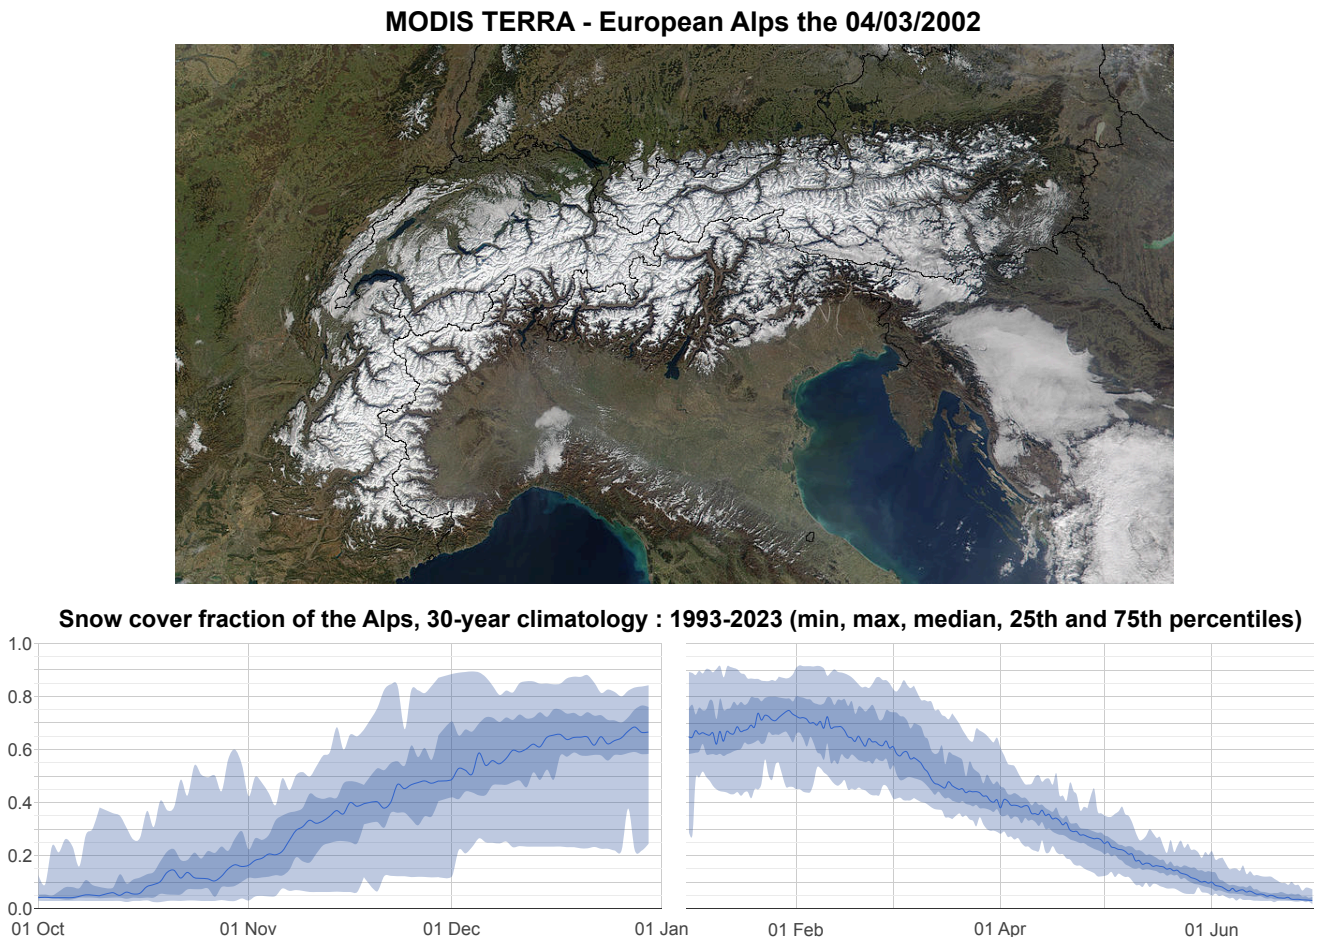 MODIS TERRA - European Alps the 04/03/2002
Snow cover fraction of the Alps, 30-year climatology : 1993-2023 (min, max, median, 25th and 75th percentiles)
1.0
0.8
0.6
0.4
0.2
0.0
01 Oct 01 Nov 01 Dec 01 Jan 01 Feb 01 Apr 01 Jun